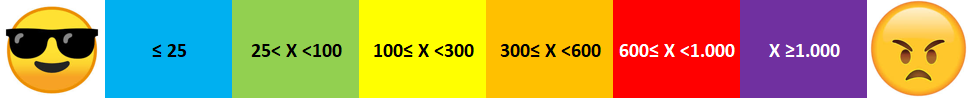 ≤ 25 25< X <100 100≤ X <300 300≤ X <600 600≤ X <1.000 X ≥1.000